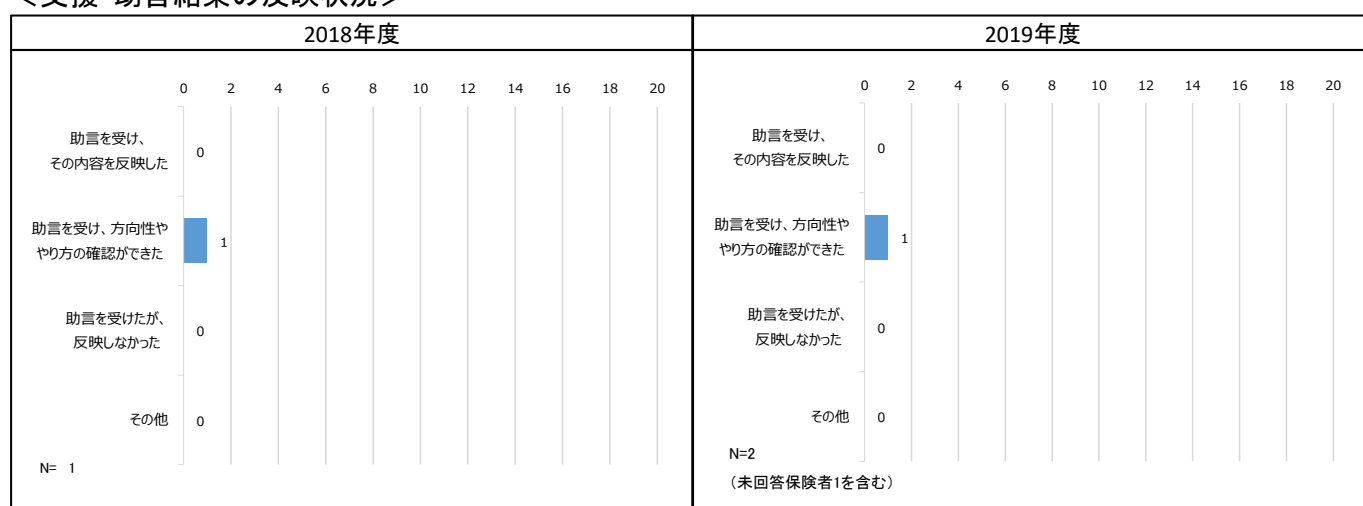 ＜支援・助言結果の反映状況＞
2018年度
0 2 4 6 8 10 12 14 16 18 20
助言を受け、
その内容を反映した
0
助言を受け、方向性や
やり方の確認ができた
1
助言を受けたが、
反映しなかった
0
その他
0
N= 1
2019年度
0 2 4 6 8 10 12 14 16 18 20
助言を受け、
その内容を反映した
0
助言を受け、方向性や
やり方の確認ができた
1
助言を受けたが、
反映しなかった
0
その他
0
N=2
（未回答保険者1を含む）